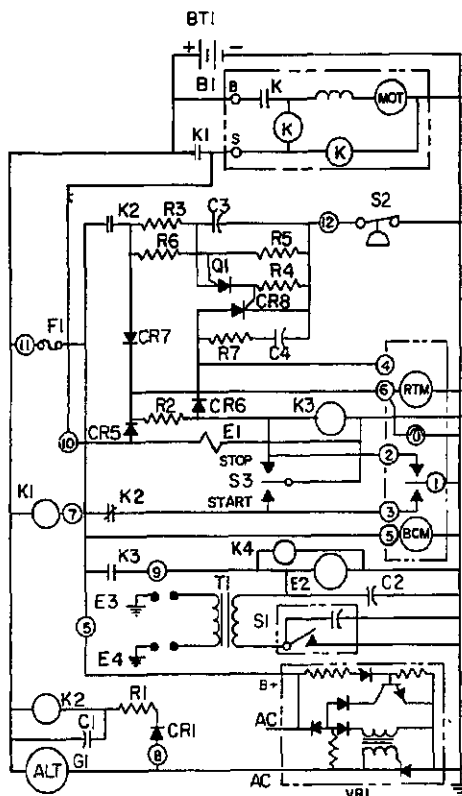 BT1
+ −
B1 B K MOT
K
K1 S K
K2 R3 C3 12 S2
R6 R5
Q1 R4
CR8
11 F1 CR7
R7 C4 4
6 RTM
CR6
R2 K3
CR5 E1
10 STOP 2
S3 1
K1 7 K2 START 3
K4 5 BCM
K3 9 E2
T1 C2
E3
S1
5 E4
B+
K2 R1
C1 CR1 AC
8
ALT G1 AC
VR1